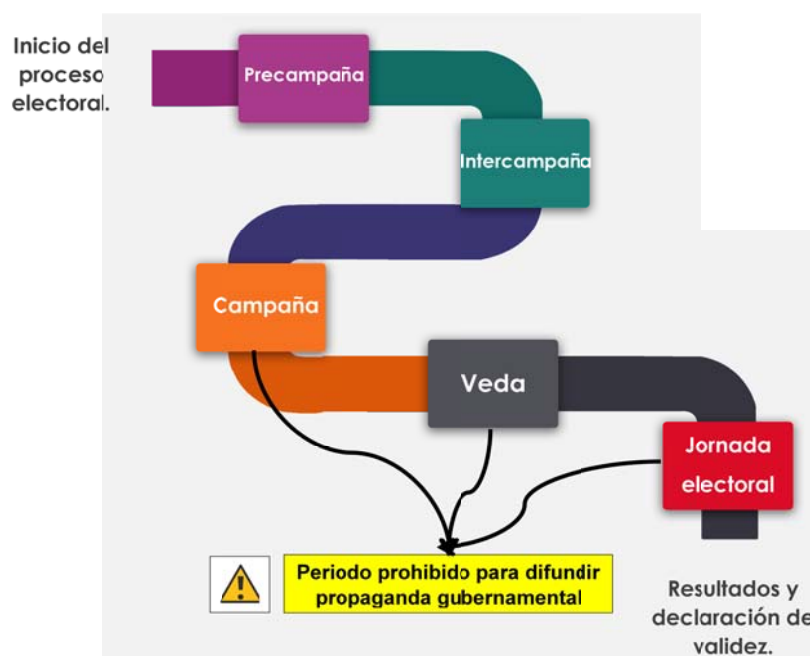 Inicio del
proceso
electoral.
Precampaña
Intercampaña
Campaña
Veda
Jornada
electoral
Periodo prohibido para difundir
propaganda gubernamental
Resultados y
declaración de
validez.